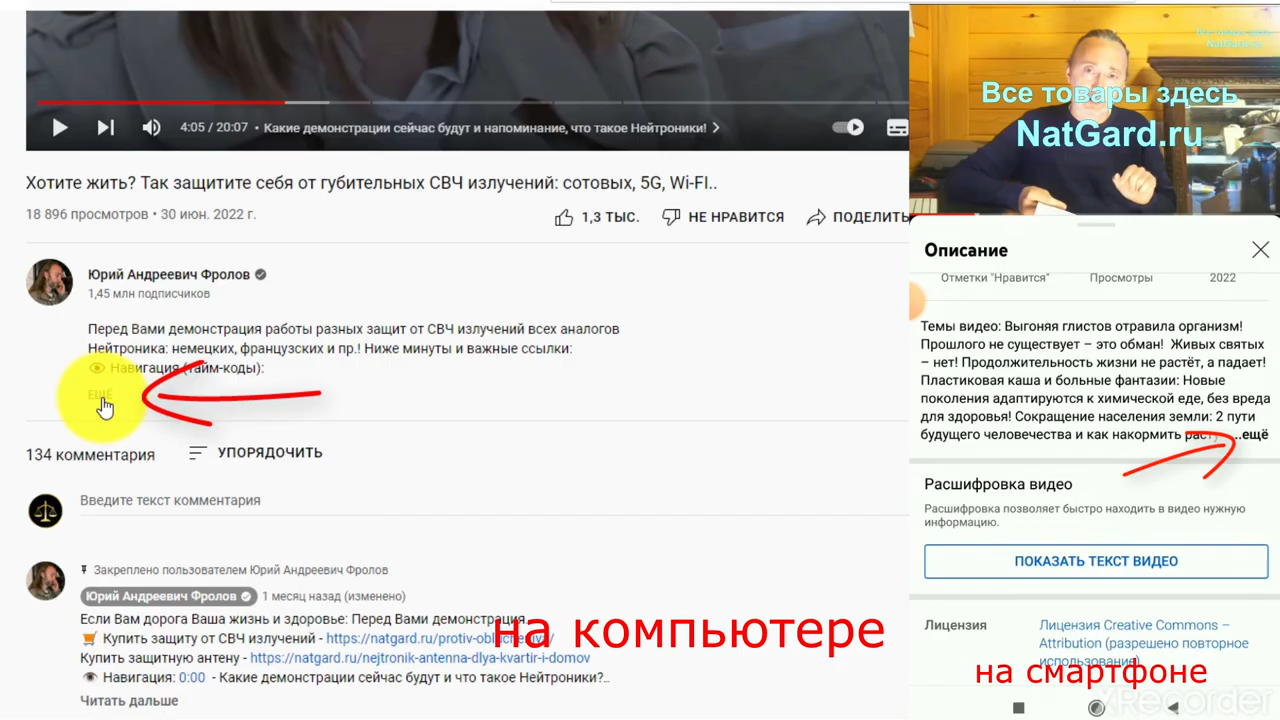 4:05 / 20:07 • Какие демонстрации сейчас будут и напоминание, что такое Нейтроники!
Хотите жить? Так защитите себя от губительных СВЧ излучений: сотовых, 5G, Wi-FI..
18 896 просмотров • 30 июн. 2022 г.
1,3 ТЫС.
НЕ НРАВИТСЯ
ПОДЕЛИТЬ
Юрий Андреевич Фролов
1,45 млн подписчиков
Перед Вами демонстрация работы разных защит от СВЧ излучений всех аналогов
Нейтроника: немецких, французских и пр.! Ниже минуты и важные ссылки:
Навигация (тайм-коды):
ЕЩЁ
134 комментария
УПОРЯДОЧИТЬ
Введите текст комментария
Закреплено пользователем Юрий Андреевич Фролов
Юрий Андреевич Фролов
1 месяц назад (изменено)
Если Вам дорога Ваша жизнь и здоровье: Перед Вами демонстрация..
Купить защиту от СВЧ излучений - https://natgard.ru/protiv-oblucheniya/
Купить защитную антену - https://natgard.ru/nejtronik-antenna-dlya-kvartir-i-domov
Навигация: 0:00 - Какие демонстрации сейчас будут и что такое Нейтроники?..
Читать дальше
на компьютере
Все товары здесь
NatGard.ru
Все товары здесь
NatGard.ru
Описание
Отметки "Нравится"
Просмотры
2022
Темы видео: Выгоняя глистов отравила организм!
Прошлого не существует – это обман! Живых святых
– нет! Продолжительность жизни не растёт, а падает!
Пластиковая каша и больные фантазии: Новые
поколения адаптируются к химической еде, без вреда
для здоровья! Сокращение населения земли: 2 пути
будущего человечества и как накормить расту ...ещё
Расшифровка видео
Расшифровка позволяет быстро находить в видео нужную
информацию.
ПОКАЗАТЬ ТЕКСТ ВИДЕО
Лицензия
Лицензия Creative Commons –
Attribution (разрешено повторное
использование)
на смартфоне
XRecorder